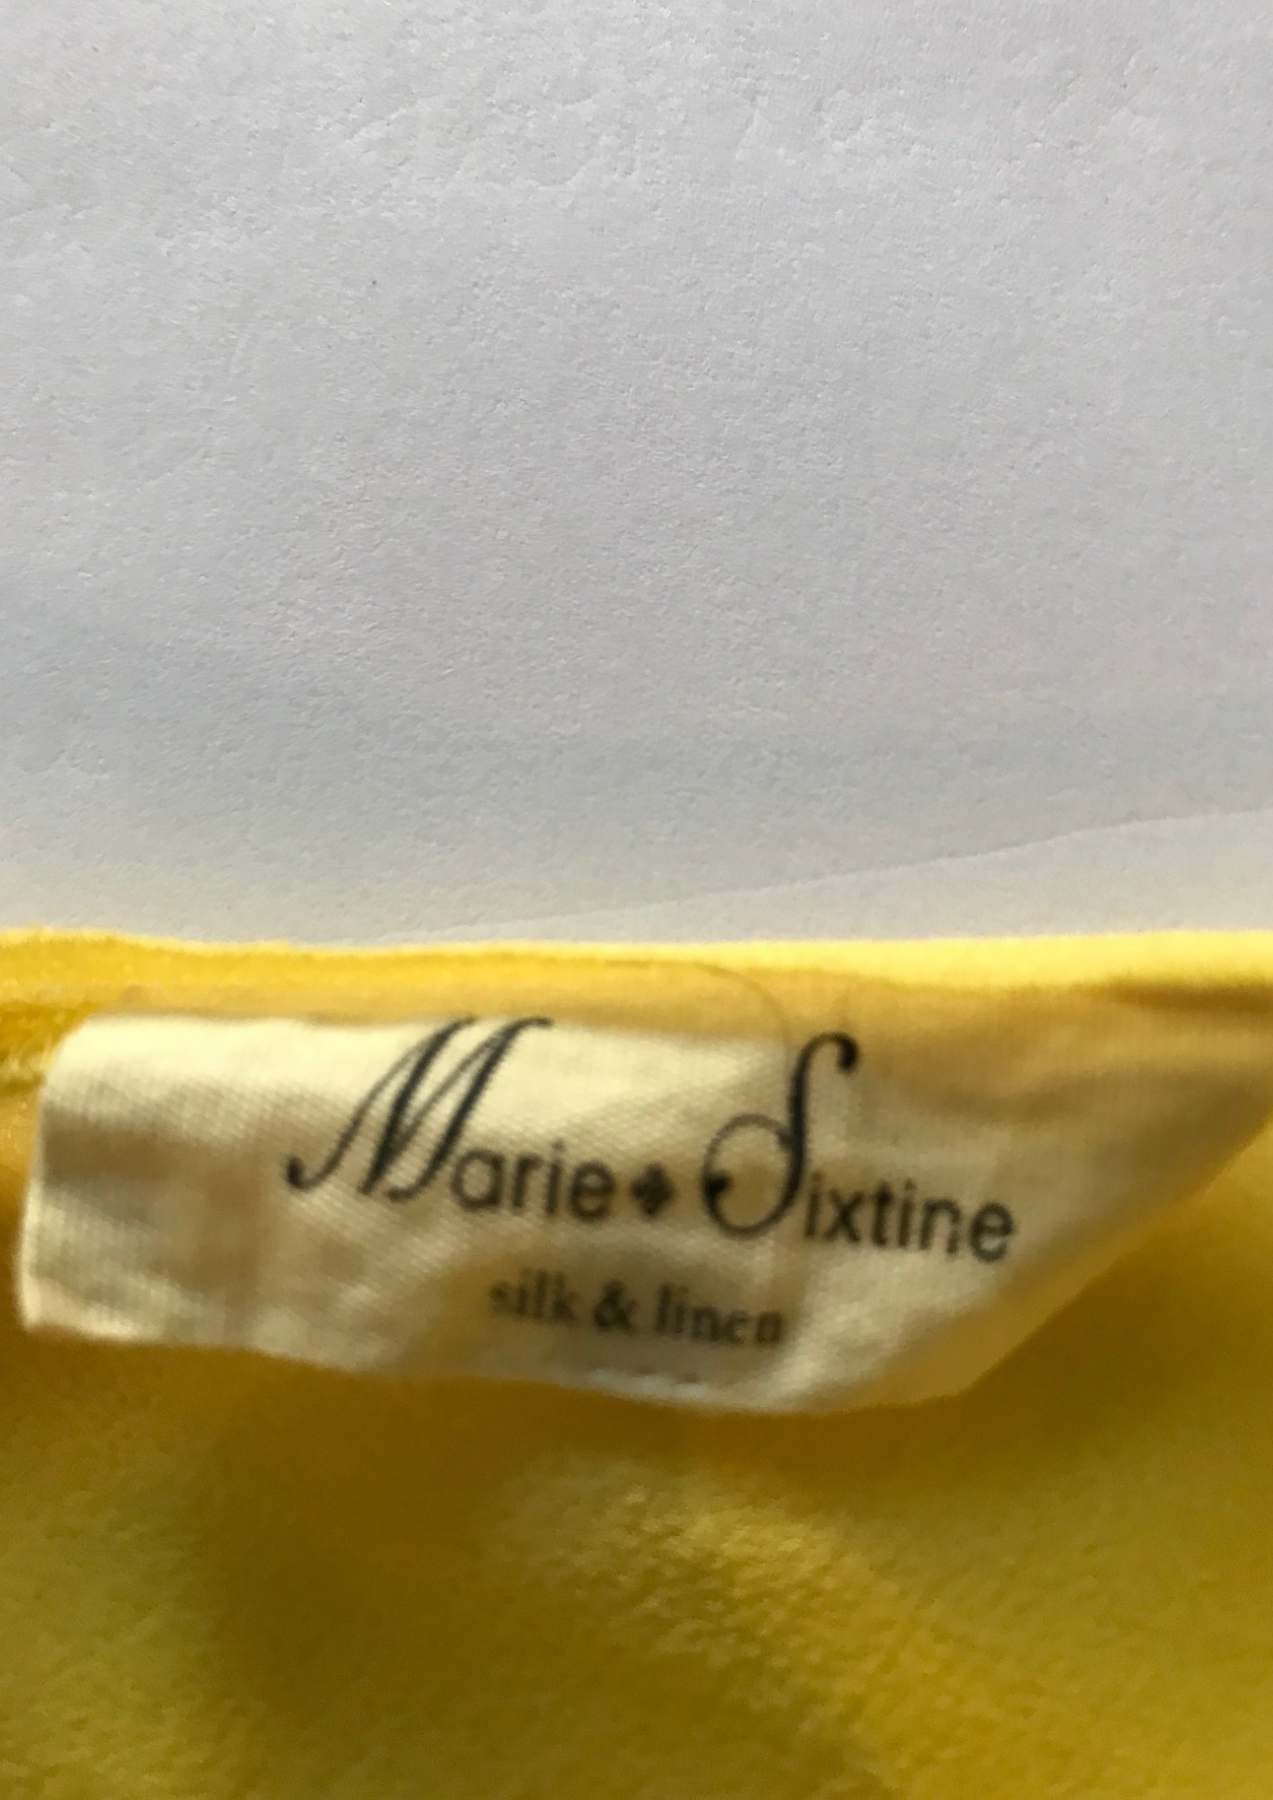 Marie Sixtine
silk & linen